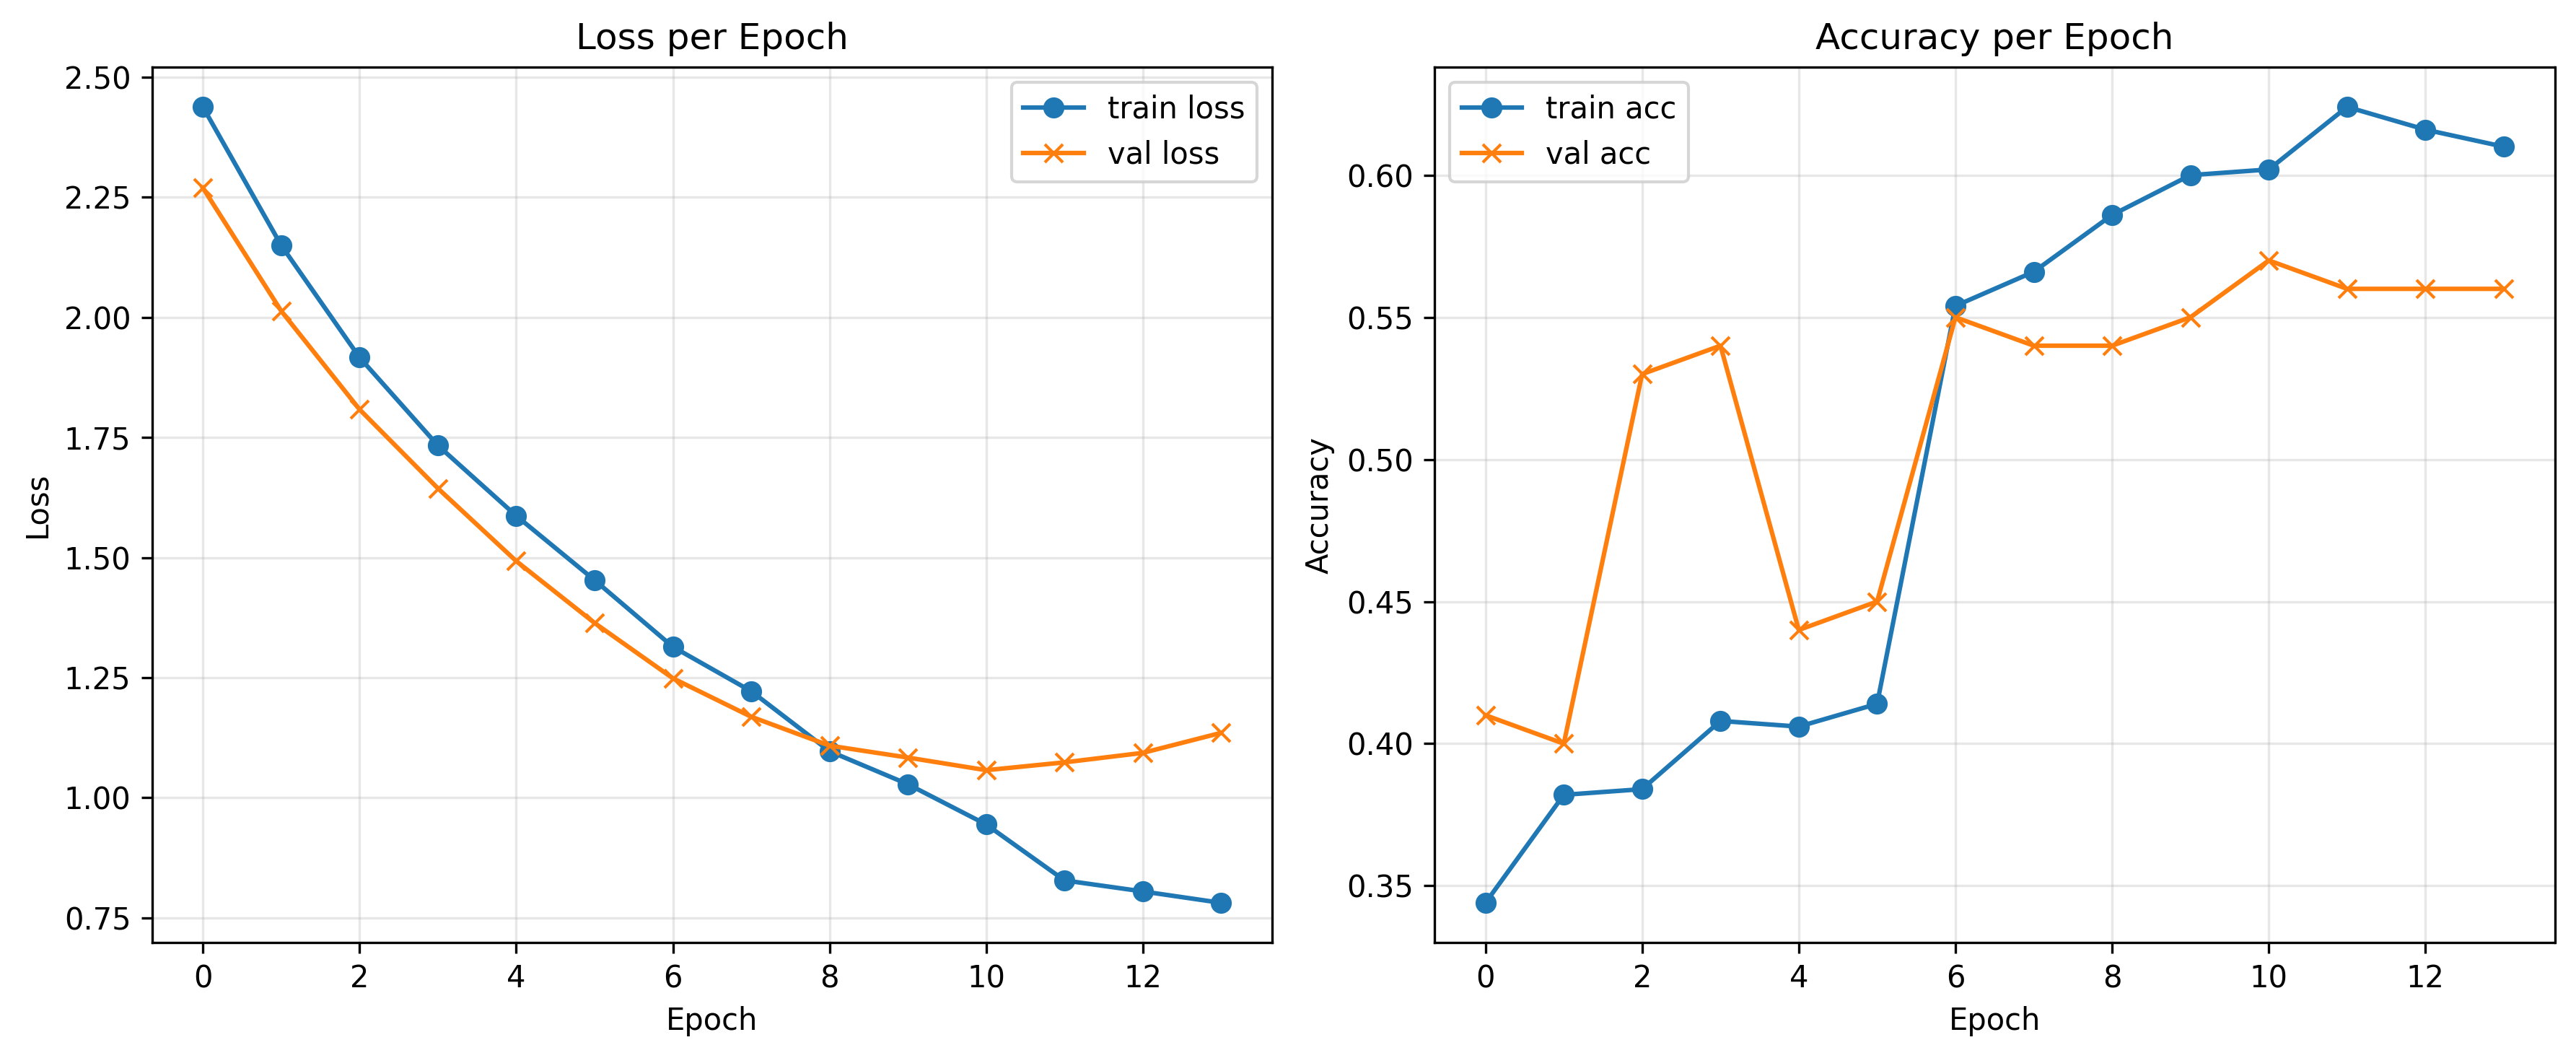 Loss per Epoch
2.50
2.25
2.00
1.75
1.50
1.25
1.00
0.75
Loss
train loss
val loss
0 2 4 6 8 10 12
Epoch
Accuracy per Epoch
0.60
0.55
0.50
0.45
0.40
0.35
Accuracy
train acc
val acc
0 2 4 6 8 10 12
Epoch